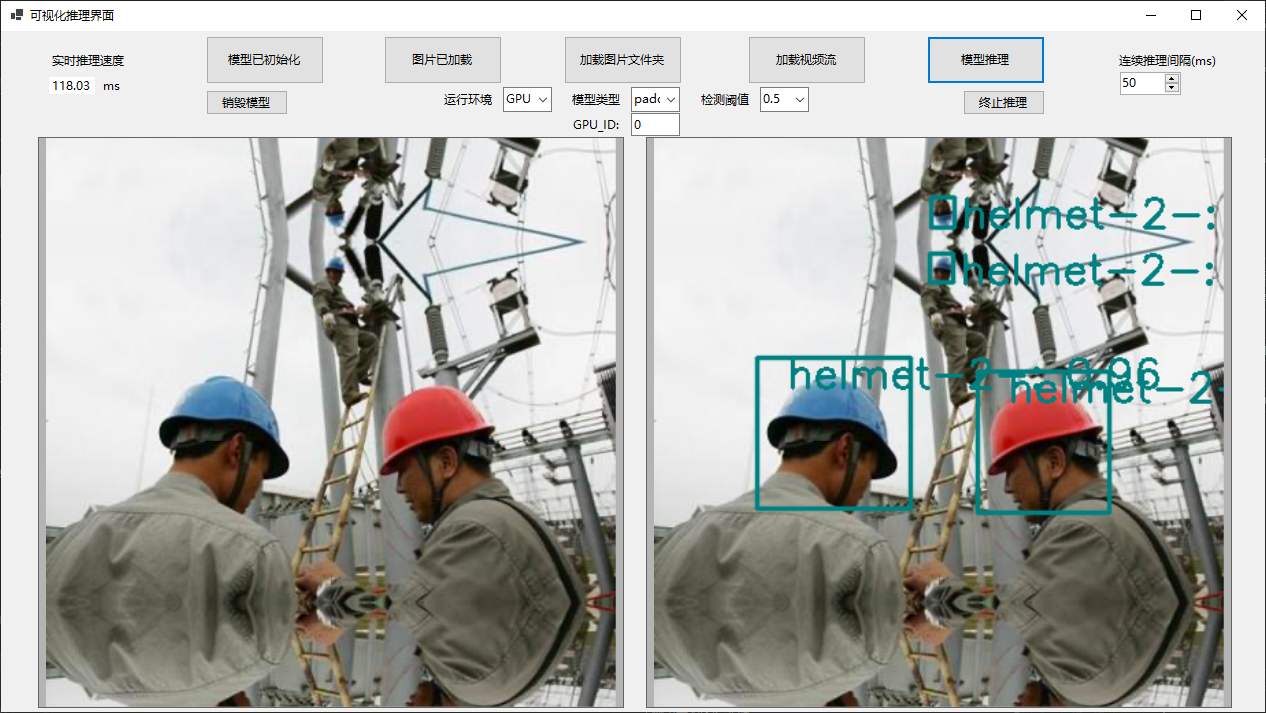 可视化推理界面
实时推理速度
118.03 ms
模型已初始化
图片已加载
加载图片文件夹
加载视频流
模型推理
连续推理间隔(ms)
50
销毁模型
运行环境 GPU
模型类型
检测阈值 0.5
终止推理
GPU_ID: 0
helmet-2-:
helmet-2-:
helmet-2-: 0.96
helmet-2-